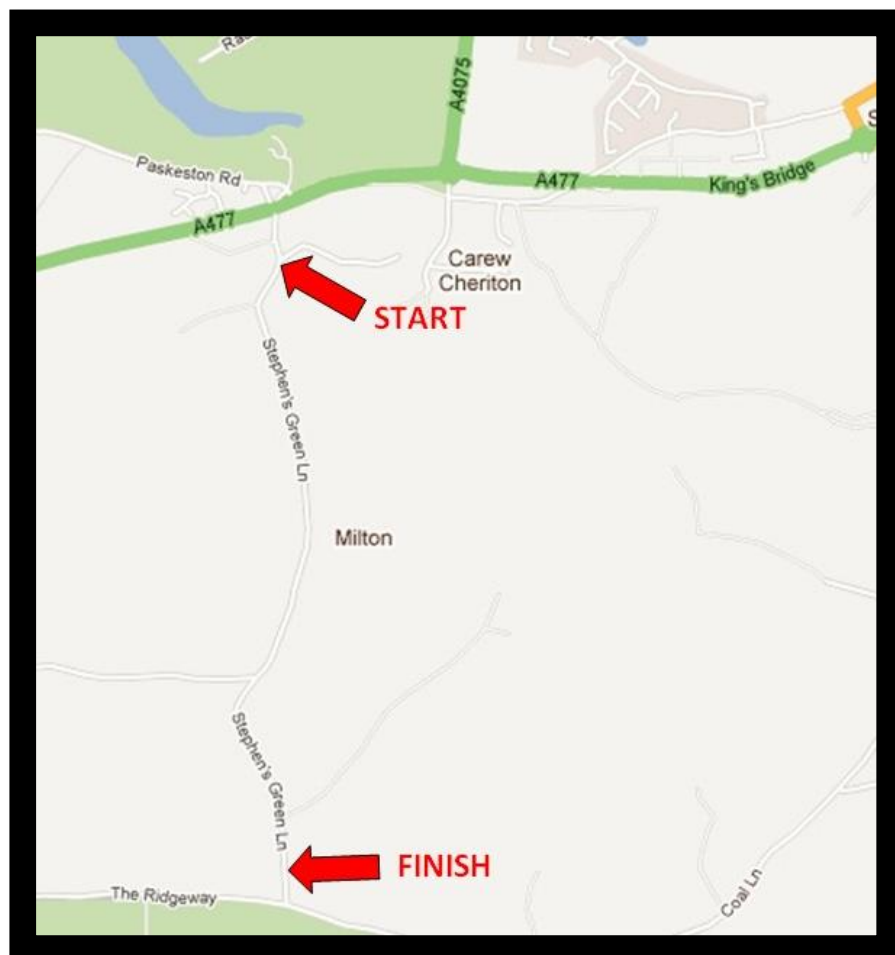 A4075
Paskeston Rd
A477
King's Bridge
A477
Carew
Cheriton
START
Stephen's Green Ln
Milton
Stephen's Green Ln
FINISH
The Ridgeway
Coal Ln